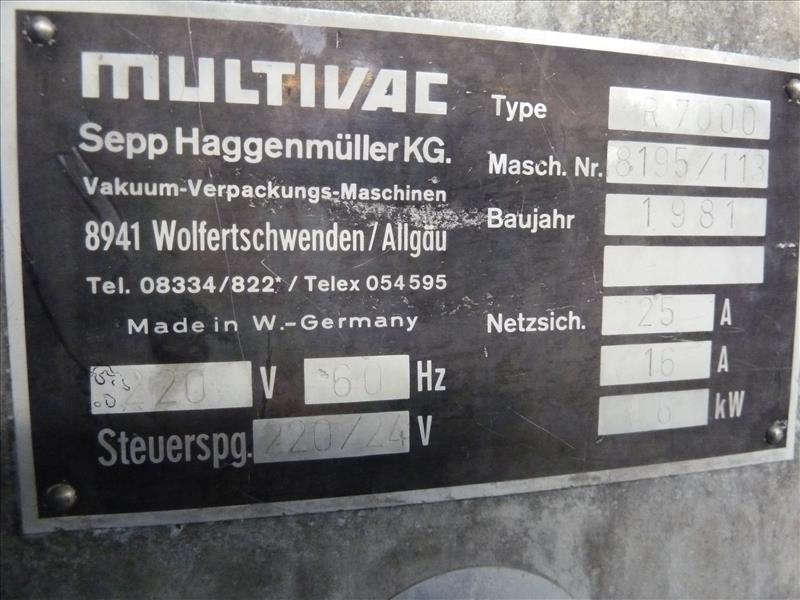 MULTIVAC
Sepp Haggenmüller KG.
Vakuum-Verpackungs-Maschinen
8941 Wolfertschwenden/Allgäu
Tel. 08334/822* / Telex 054595
Made in W.-Germany
220 V 60 Hz
Steuerspg. 220/24 V
Type R 7000
Masch. Nr. 8195/113
Baujahr 1981
Netzsich. 25 A
16 A
6 kW